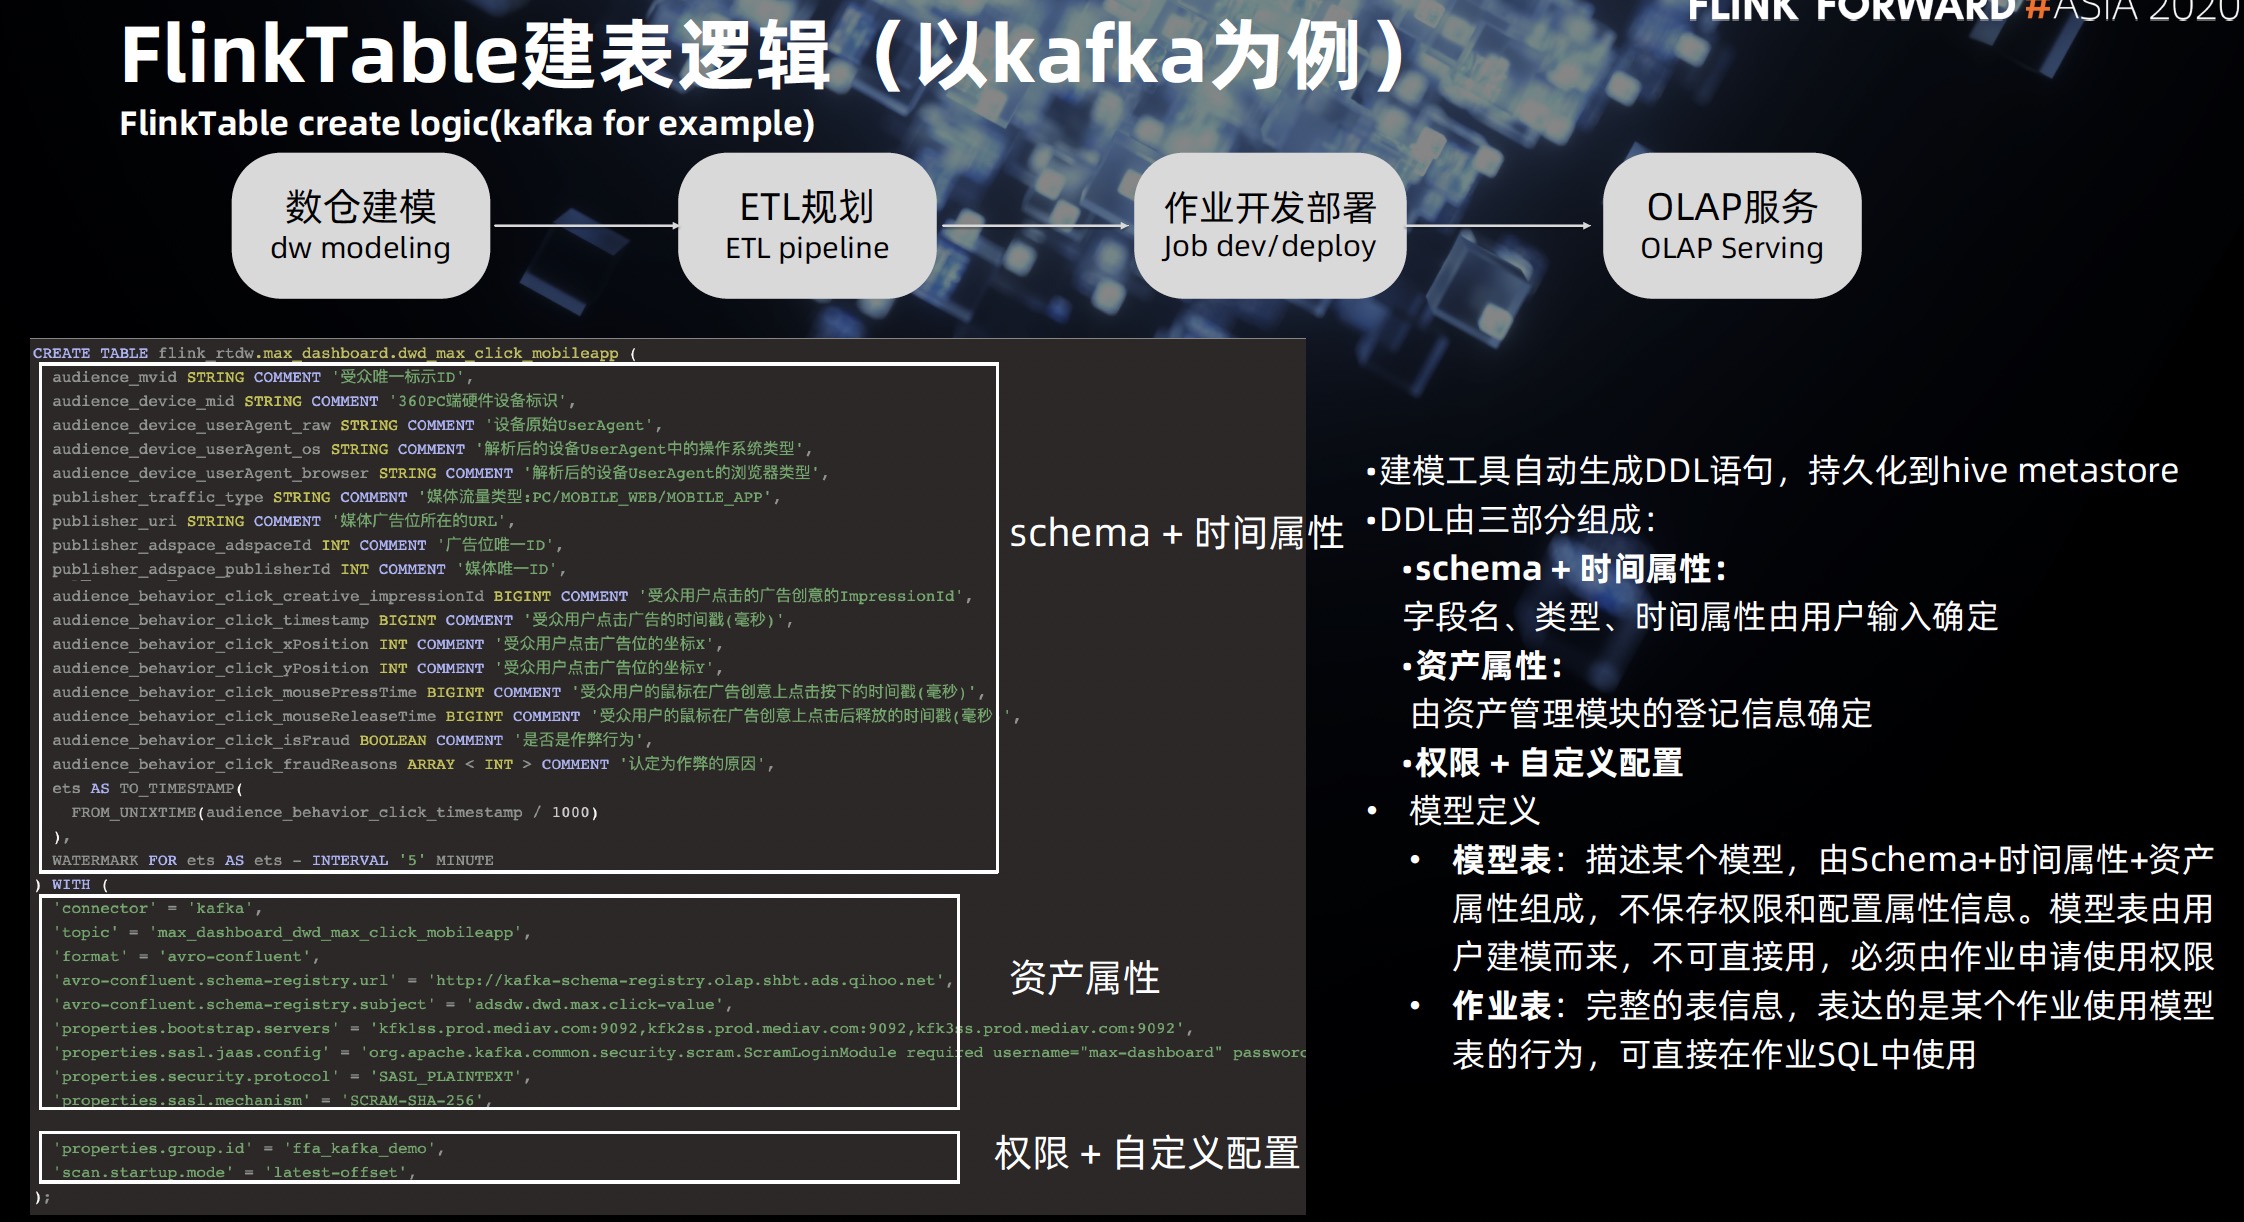 FLINK FORWARD #ASIA 2020
FlinkTable建表逻辑（以kafka为例）
FlinkTable create logic(kafka for example)
数仓建模
dw modeling
ETL规划
ETL pipeline
作业开发部署
Job dev/deploy
OLAP服务
OLAP Serving
CREATE TABLE flink_rtdw.max_dashboard.dwd_max_click_mobileapp (
audience_mvid STRING COMMENT '受众唯一标示ID',
audience_device_mid STRING COMMENT '360PC端硬件设备标识',
audience_device_userAgent_raw STRING COMMENT '设备原始UserAgent',
audience_device_userAgent_os STRING COMMENT '解析后的设备UserAgent中的操作系统类型',
audience_device_userAgent_browser STRING COMMENT '解析后的设备UserAgent的浏览器类型',
publisher_traffic_type STRING COMMENT '媒体流量类型:PC/MOBILE_WEB/MOBILE_APP',
publisher_uri STRING COMMENT '媒体广告位所在的URL',
publisher_adspace_adspaceId INT COMMENT '广告位唯一ID',
publisher_adspace_publisherId INT COMMENT '媒体唯一ID',
audience_behavior_click_creative_impressionId BIGINT COMMENT '受众用户点击的广告创意的ImpressionId',
audience_behavior_click_timestamp BIGINT COMMENT '受众用户点击广告的时间戳(毫秒)',
audience_behavior_click_xPosition INT COMMENT '受众用户点击广告位的坐标X',
audience_behavior_click_yPosition INT COMMENT '受众用户点击广告位的坐标Y',
audience_behavior_click_mousePressTime BIGINT COMMENT '受众用户的鼠标在广告创意上点击按下的时间戳(毫秒)',
audience_behavior_click_mouseReleaseTime BIGINT COMMENT '受众用户的鼠标在广告创意上点击后释放的时间戳(毫秒)',
audience_behavior_click_isFraud BOOLEAN COMMENT '是否是作弊行为',
audience_behavior_click_fraudReasons ARRAY < INT > COMMENT '认定为作弊的原因',
ets AS TO_TIMESTAMP(
FROM_UNIXTIME(audience_behavior_click_timestamp / 1000)
),
WATERMARK FOR ets AS ets - INTERVAL '5' MINUTE
) WITH (
'connector' = 'kafka',
'topic' = 'max_dashboard_dwd_max_click_mobileapp',
'format' = 'avro-confluent',
'avro-confluent.schema-registry.url' = 'http://kafka-schema-registry.olap.shbt.ads.qihoo.net',
'avro-confluent.schema-registry.subject' = 'adsdw.dwd.max.click-value',
'properties.bootstrap.servers' = 'kfk1ss.prod.mediav.com:9092,kfk2ss.prod.mediav.com:9092,kfk3ss.prod.mediav.com:9092',
'properties.sasl.jaas.config' = 'org.apache.kafka.common.security.scram.ScramLoginModule required username="max-dashboard" password
'properties.security.protocol' = 'SASL_PLAINTEXT',
'properties.sasl.mechanism' = 'SCRAM-SHA-256',
'properties.group.id' = 'ffa_kafka_demo',
'scan.startup.mode' = 'latest-offset',
);
schema + 时间属性
资产属性
权限 + 自定义配置
•建模工具自动生成DDL语句，持久化到hive metastore
•DDL由三部分组成：
•schema + 时间属性：
字段名、类型、时间属性由用户输入确定
•资产属性：
由资产管理模块的登记信息确定
•权限 + 自定义配置
• 模型定义
• 模型表：描述某个模型，由Schema+时间属性+资产
属性组成，不保存权限和配置属性信息。模型表由用
户建模而来，不可直接用，必须由作业申请使用权限
• 作业表：完整的表信息，表达的是某个作业使用模型
表的行为，可直接在作业SQL中使用